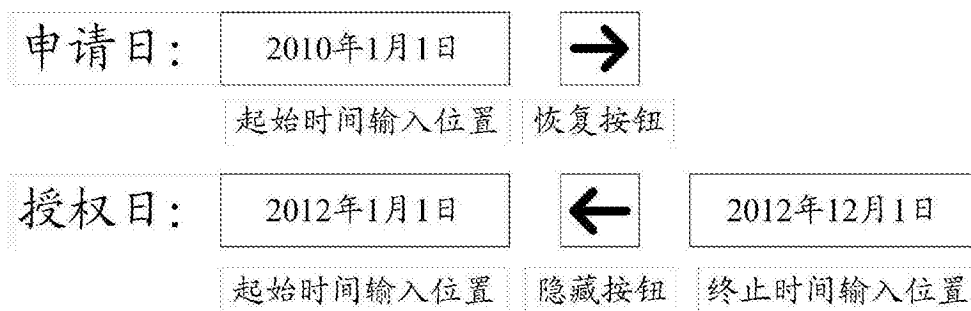 申请日： 2010年1月1日
起始时间输入位置 恢复按钮
授权日： 2012年1月1日 2012年12月1日
起始时间输入位置 隐藏按钮 终止时间输入位置